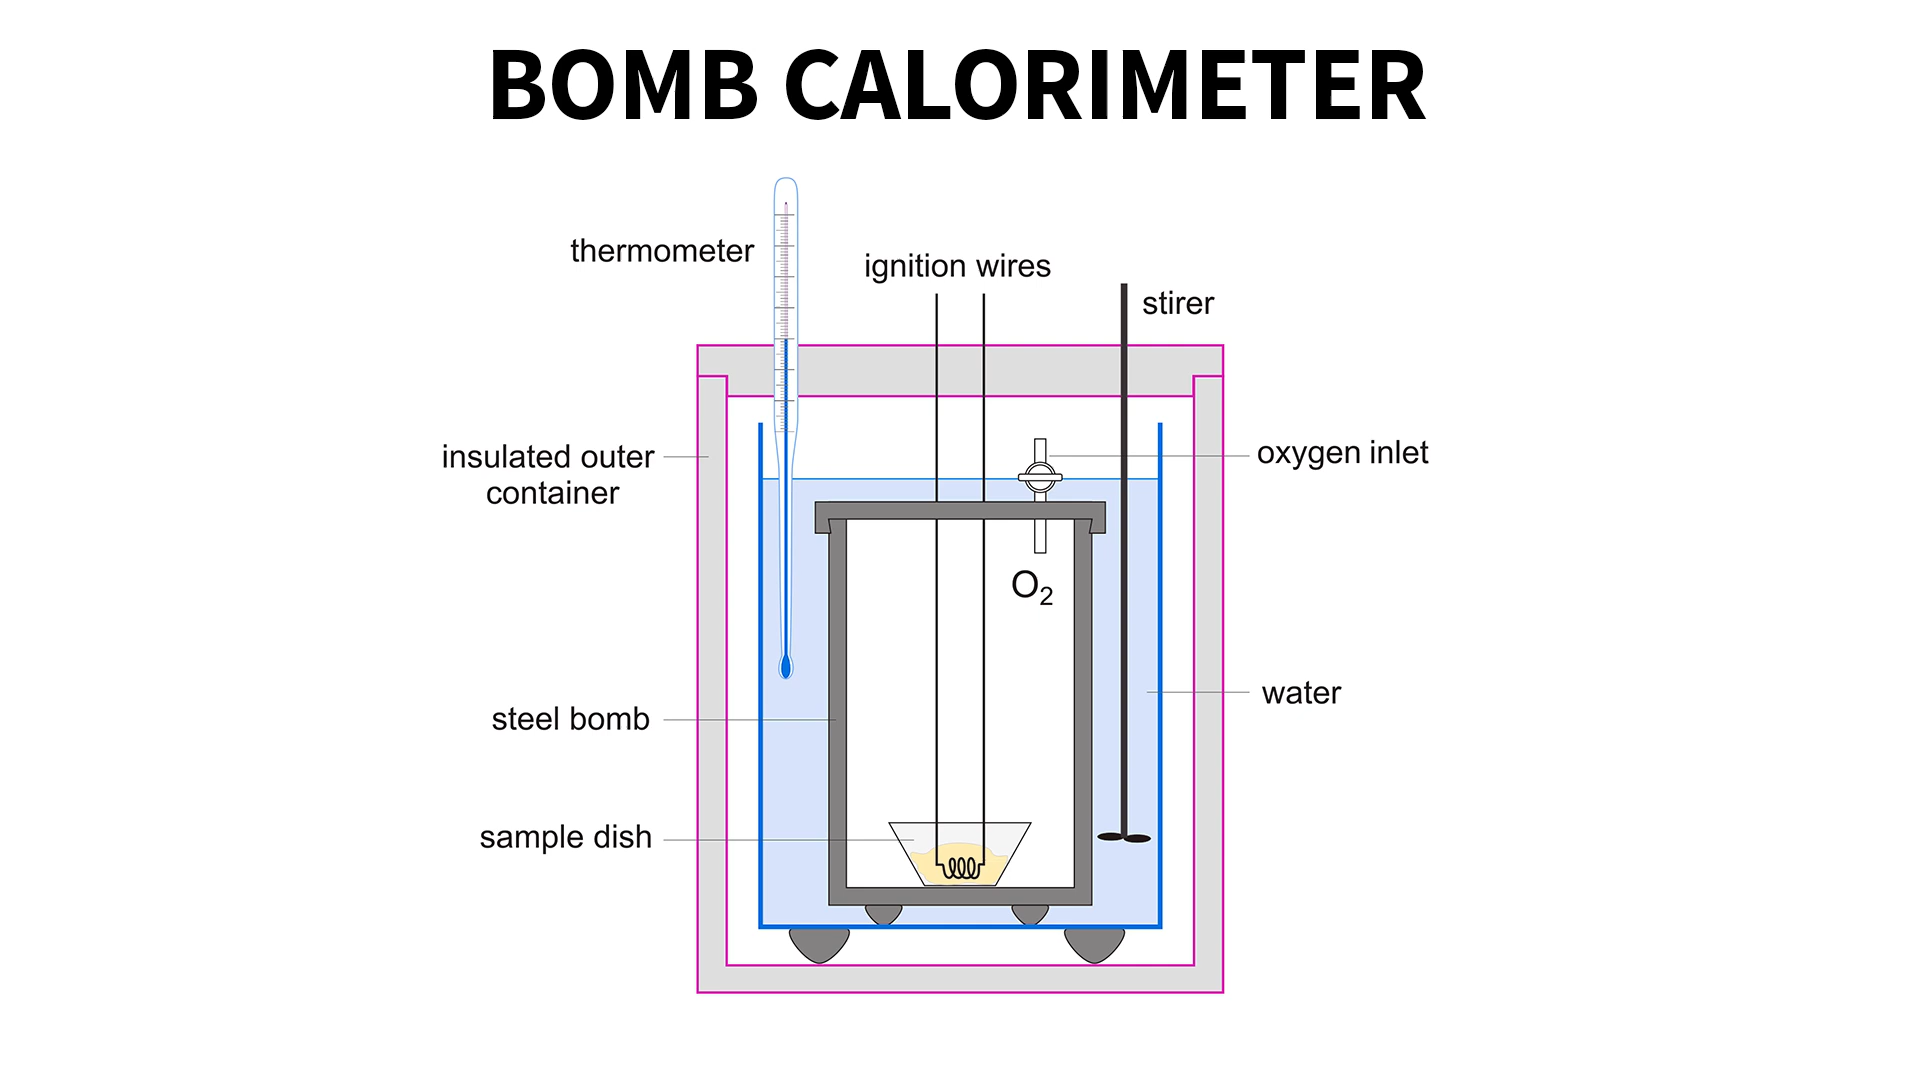 BOMB CALORIMETER
thermometer
ignition wires
stirer
insulated outer
container
oxygen inlet
O₂
steel bomb
water
sample dish